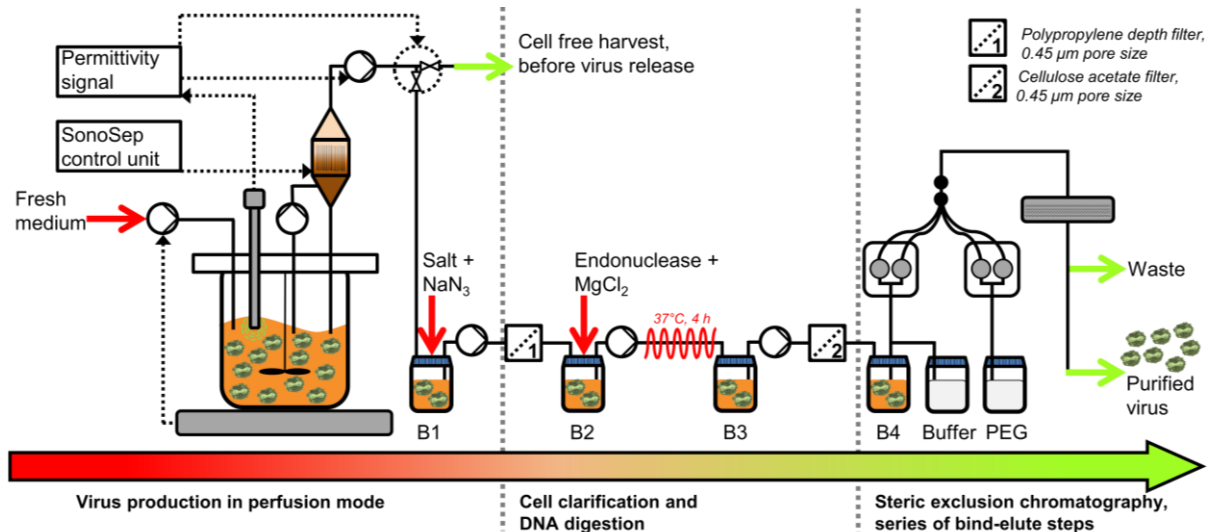 Permittivity
signal
SonoSep
control unit
Fresh
medium
Cell free harvest,
before virus release
1
Polypropylene depth filter,
0.45 µm pore size
2
Cellulose acetate filter,
0.45 µm pore size
Salt +
NaN3
Endonuclease +
MgCl2
37°C, 4 h
1
2
Waste
Purified
virus
B1
B2
B3
B4
Buffer
PEG
Virus production in perfusion mode
Cell clarification and
DNA digestion
Steric exclusion chromatography,
series of bind-elute steps